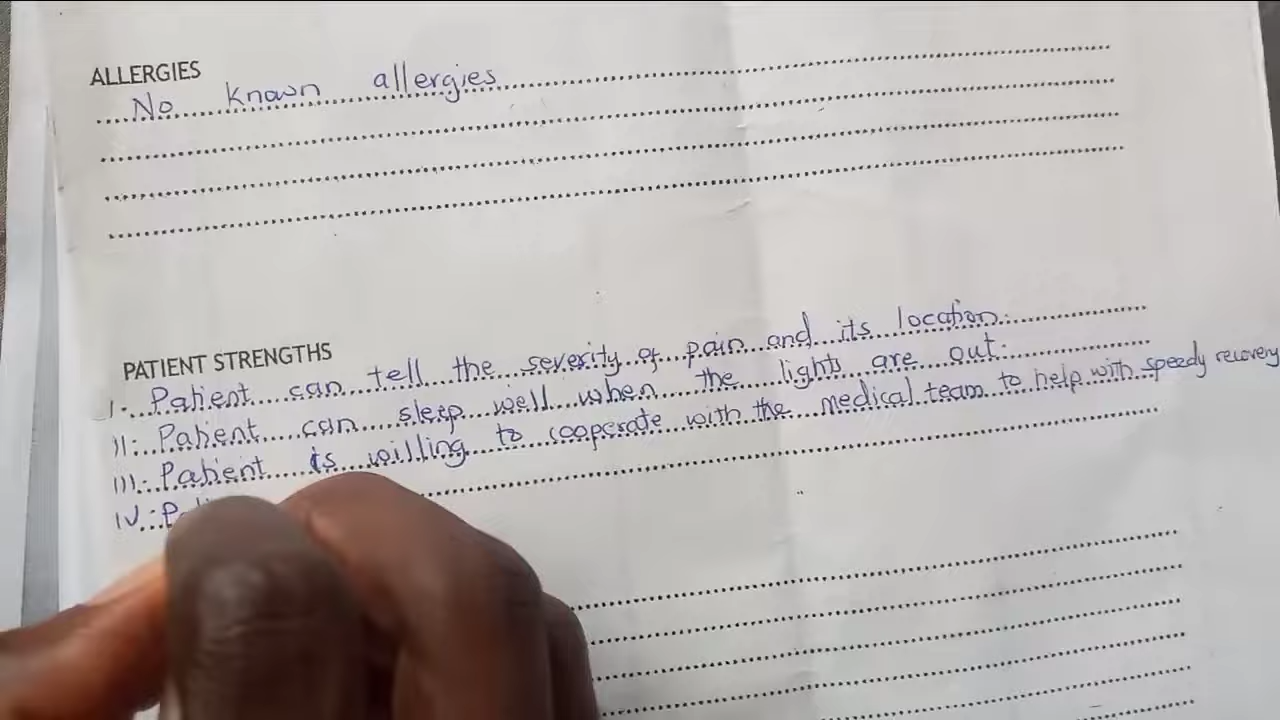 ALLERGIES
No known allergies
PATIENT STRENGTHS
I. Patient can tell the severity of pain and its location.
II. Patient can sleep well when the lights are out.
III. Patient is willing to cooperate with the medical team to help with speedy recovery
IV.